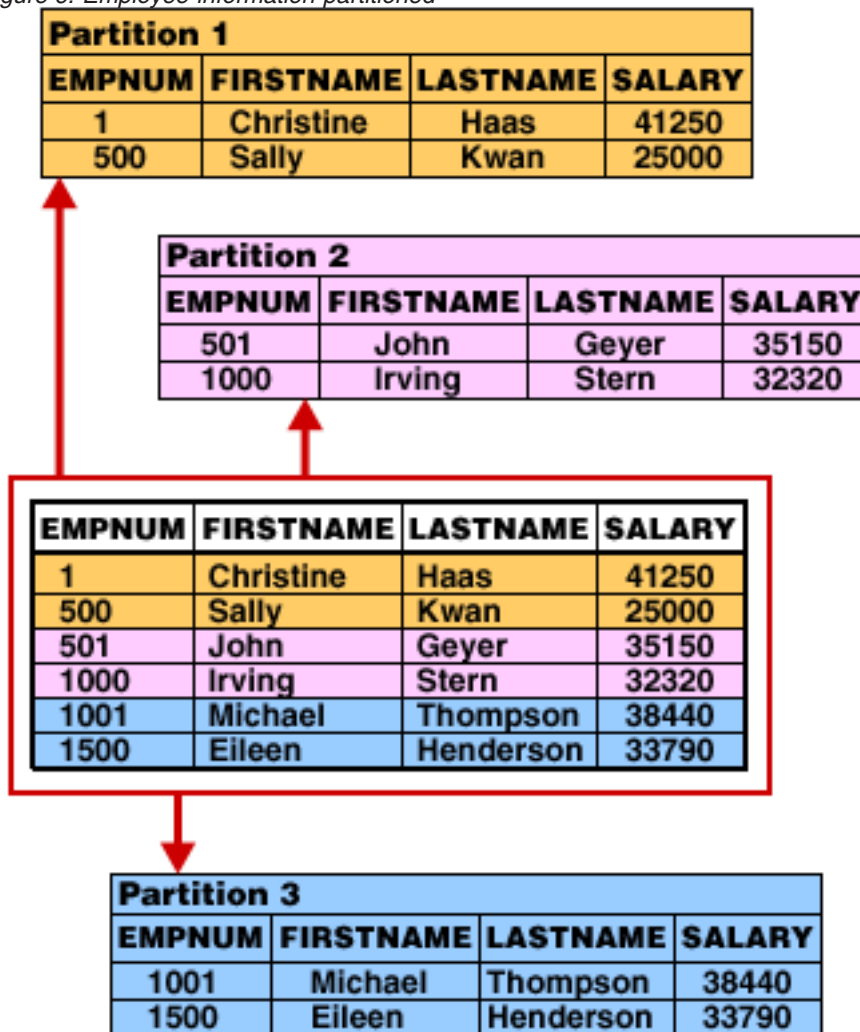 Employee information partitioned
Partition 1
EMPNUM FIRSTNAME LASTNAME SALARY
1 Christine Haas 41250
500 Sally Kwan 25000
Partition 2
EMPNUM FIRSTNAME LASTNAME SALARY
501 John Geyer 35150
1000 Irving Stern 32320
EMPNUM FIRSTNAME LASTNAME SALARY
1 Christine Haas 41250
500 Sally Kwan 25000
501 John Geyer 35150
1000 Irving Stern 32320
1001 Michael Thompson 38440
1500 Eileen Henderson 33790
Partition 3
EMPNUM FIRSTNAME LASTNAME SALARY
1001 Michael Thompson 38440
1500 Eileen Henderson 33790